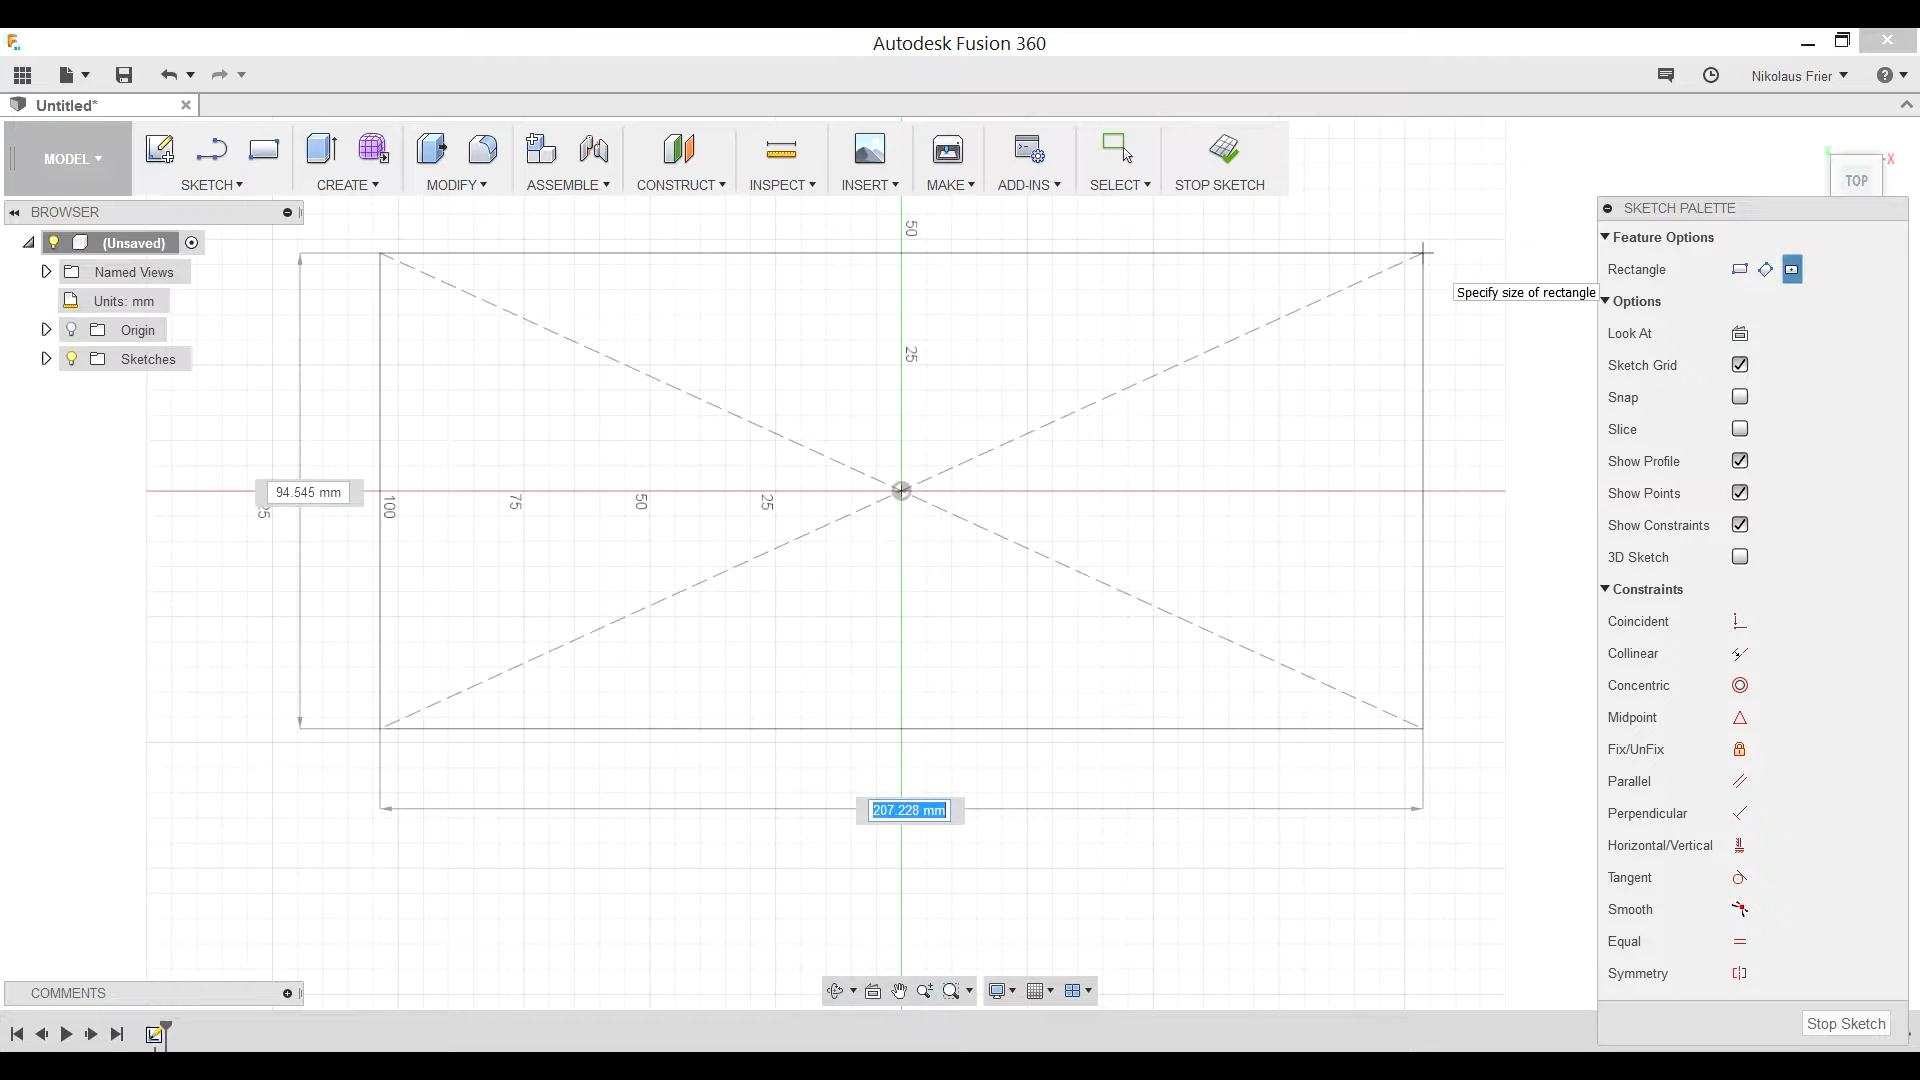 Autodesk Fusion 360
Nikolaus Frier
Untitled*
MODEL
SKETCH
CREATE
MODIFY
ASSEMBLE
CONSTRUCT
INSPECT
INSERT
MAKE
ADD-INS
SELECT
STOP SKETCH
TOP
X
BROWSER
(Unsaved)
Named Views
Units: mm
Origin
Sketches
50
25
Specify size of rectangle
94.545 mm
100
75
50
25
207.228 mm
SKETCH PALETTE
Feature Options
Rectangle
Options
Look At
Sketch Grid
Snap
Slice
Show Profile
Show Points
Show Constraints
3D Sketch
Constraints
Coincident
Collinear
Concentric
Midpoint
Fix/UnFix
Parallel
Perpendicular
Horizontal/Vertical
Tangent
Smooth
Equal
Symmetry
Stop Sketch
COMMENTS